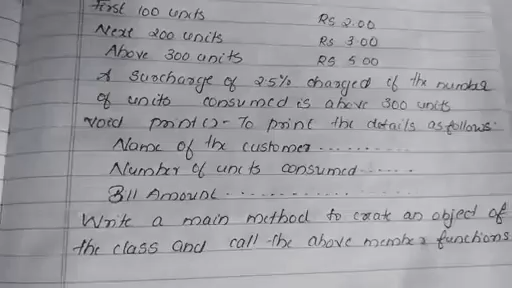 First 100 units Rs 2.00
Next 200 units Rs 3.00
Above 300 units Rs 5.00
A surcharge of 2.5% charged if the number
of units consumed is above 300 units
void print()- To print the details as follows:
Name of the customer ..........
Number of units consumed ......
Bill Amount ..................
Write a main method to create an object of
the class and call the above member functions